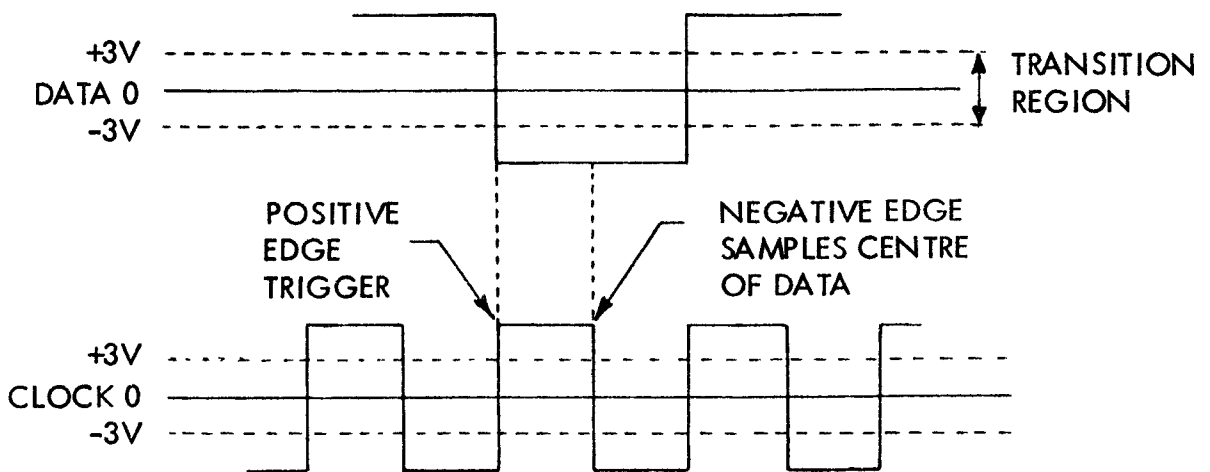 +3V
DATA 0
-3V
TRANSITION
REGION
POSITIVE
EDGE
TRIGGER
NEGATIVE EDGE
SAMPLES CENTRE
OF DATA
+3V
CLOCK 0
-3V